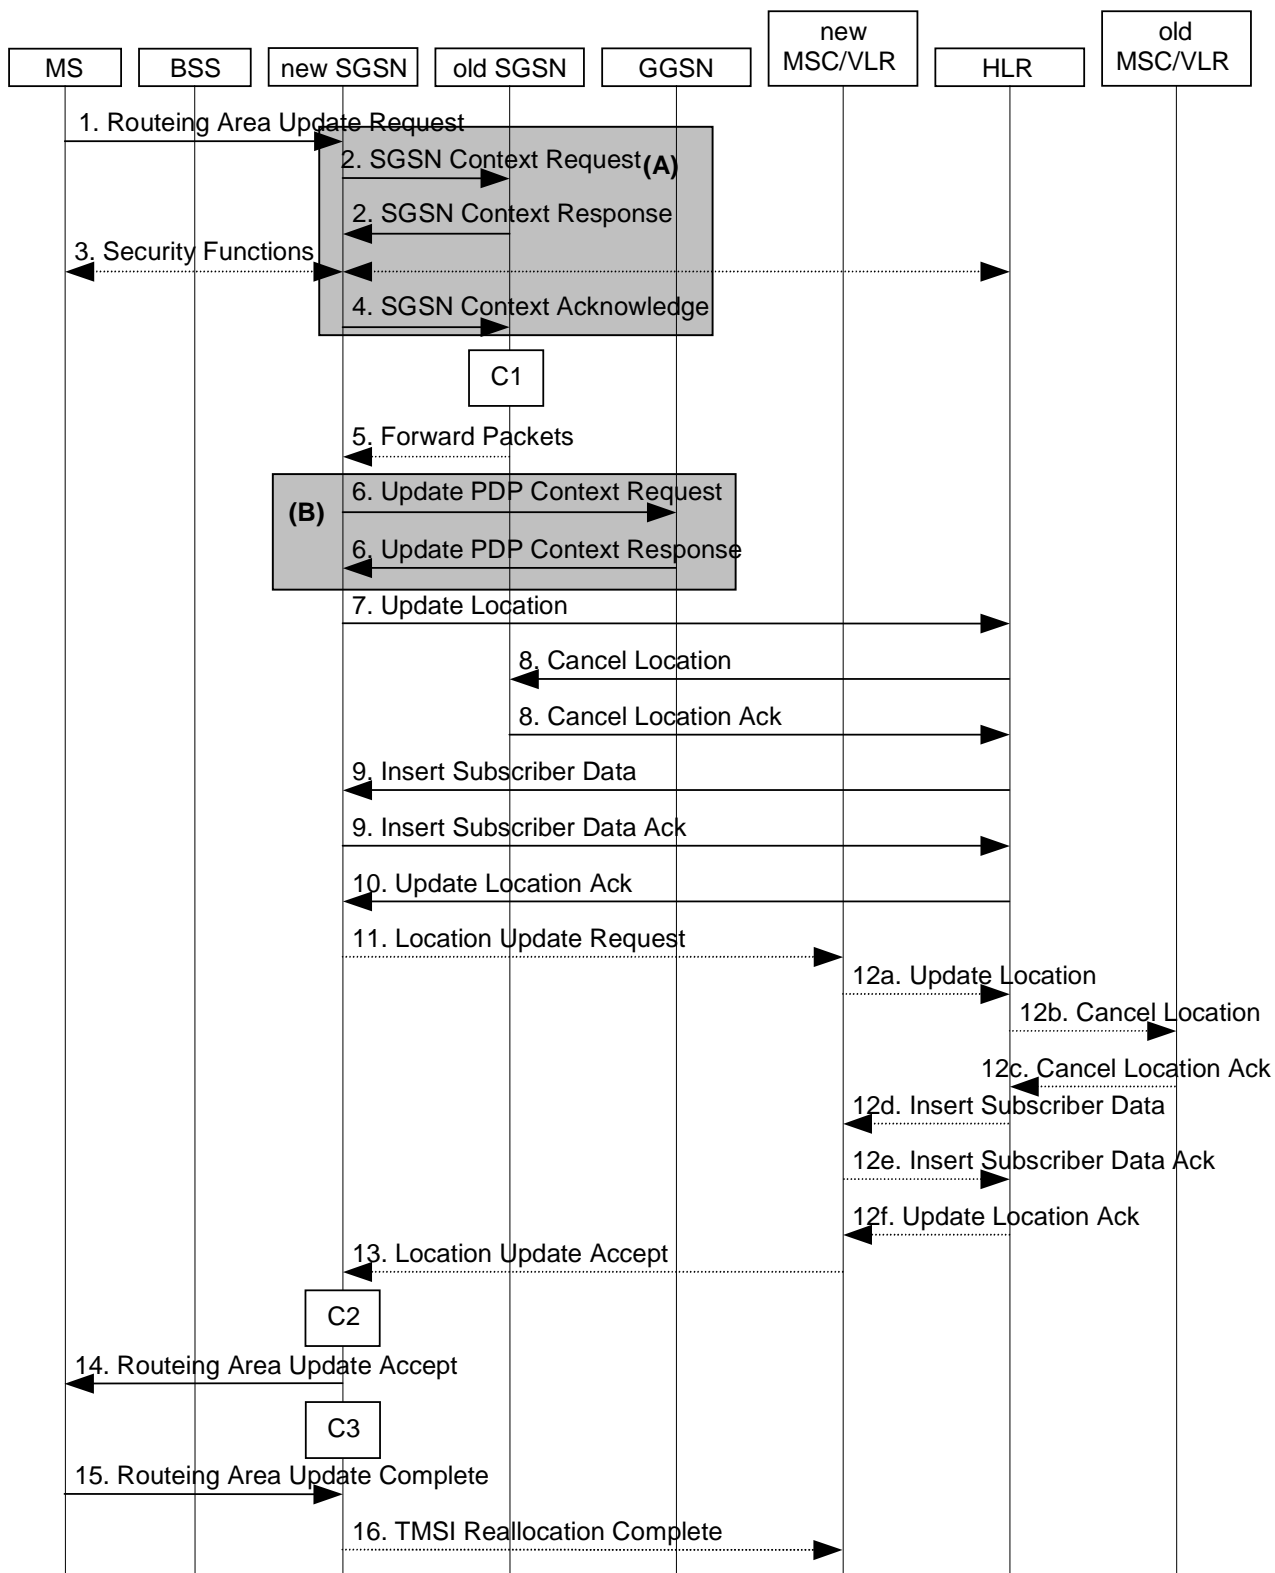 new
MSC/VLR
old
MSC/VLR
MS
BSS
new SGSN
old SGSN
GGSN
HLR
1. Routeing Area Update Request
2. SGSN Context Request
(A)
2. SGSN Context Response
3. Security Functions
4. SGSN Context Acknowledge
C1
5. Forward Packets
6. Update PDP Context Request
(B)
6. Update PDP Context Response
7. Update Location
8. Cancel Location
8. Cancel Location Ack
9. Insert Subscriber Data
9. Insert Subscriber Data Ack
10. Update Location Ack
11. Location Update Request
12a. Update Location
12b. Cancel Location
12c. Cancel Location Ack
12d. Insert Subscriber Data
12e. Insert Subscriber Data Ack
12f. Update Location Ack
13. Location Update Accept
C2
14. Routeing Area Update Accept
C3
15. Routeing Area Update Complete
16. TMSI Reallocation Complete